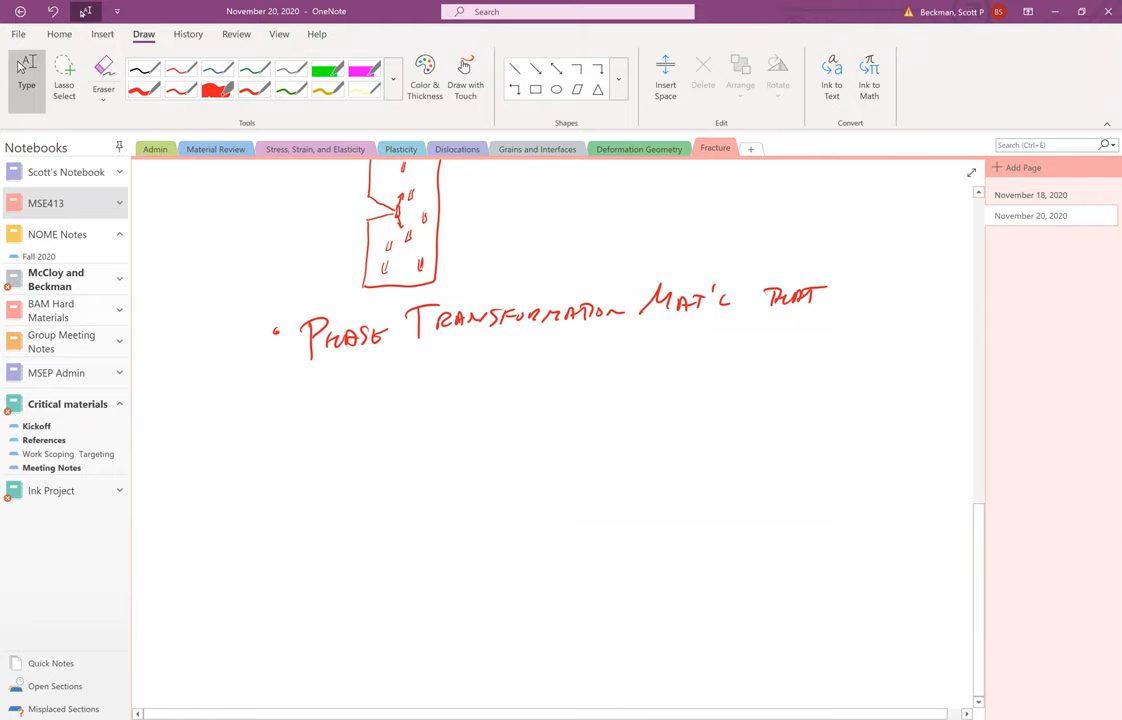 November 20, 2020 - OneNote
Search
Beckman, Scott P
BS
File
Home
Insert
Draw
History
Review
View
Help
Type
Lasso
Select
Eraser
Color &
Thickness
Draw with
Touch
Insert
Space
Delete
Arrange
Rotate
Ink to
Text
Ink to
Math
Tools
Shapes
Edit
Convert
Notebooks
Admin
Material Review
Stress, Strain, and Elasticity
Plasticity
Dislocations
Grains and Interfaces
Deformation Geometry
Fracture
Search (Ctrl+E)
Scott's Notebook
MSE413
NOME Notes
Fall 2020
McCloy and
Beckman
BAM Hard
Materials
Group Meeting
Notes
MSEP Admin
Critical materials
Kickoff
References
Work Scoping Targeting
Meeting Notes
Ink Project
Quick Notes
Open Sections
Misplaced Sections
Add Page
November 18, 2020
November 20, 2020
• PHASE TRANSFORMATION MAT'L THAT